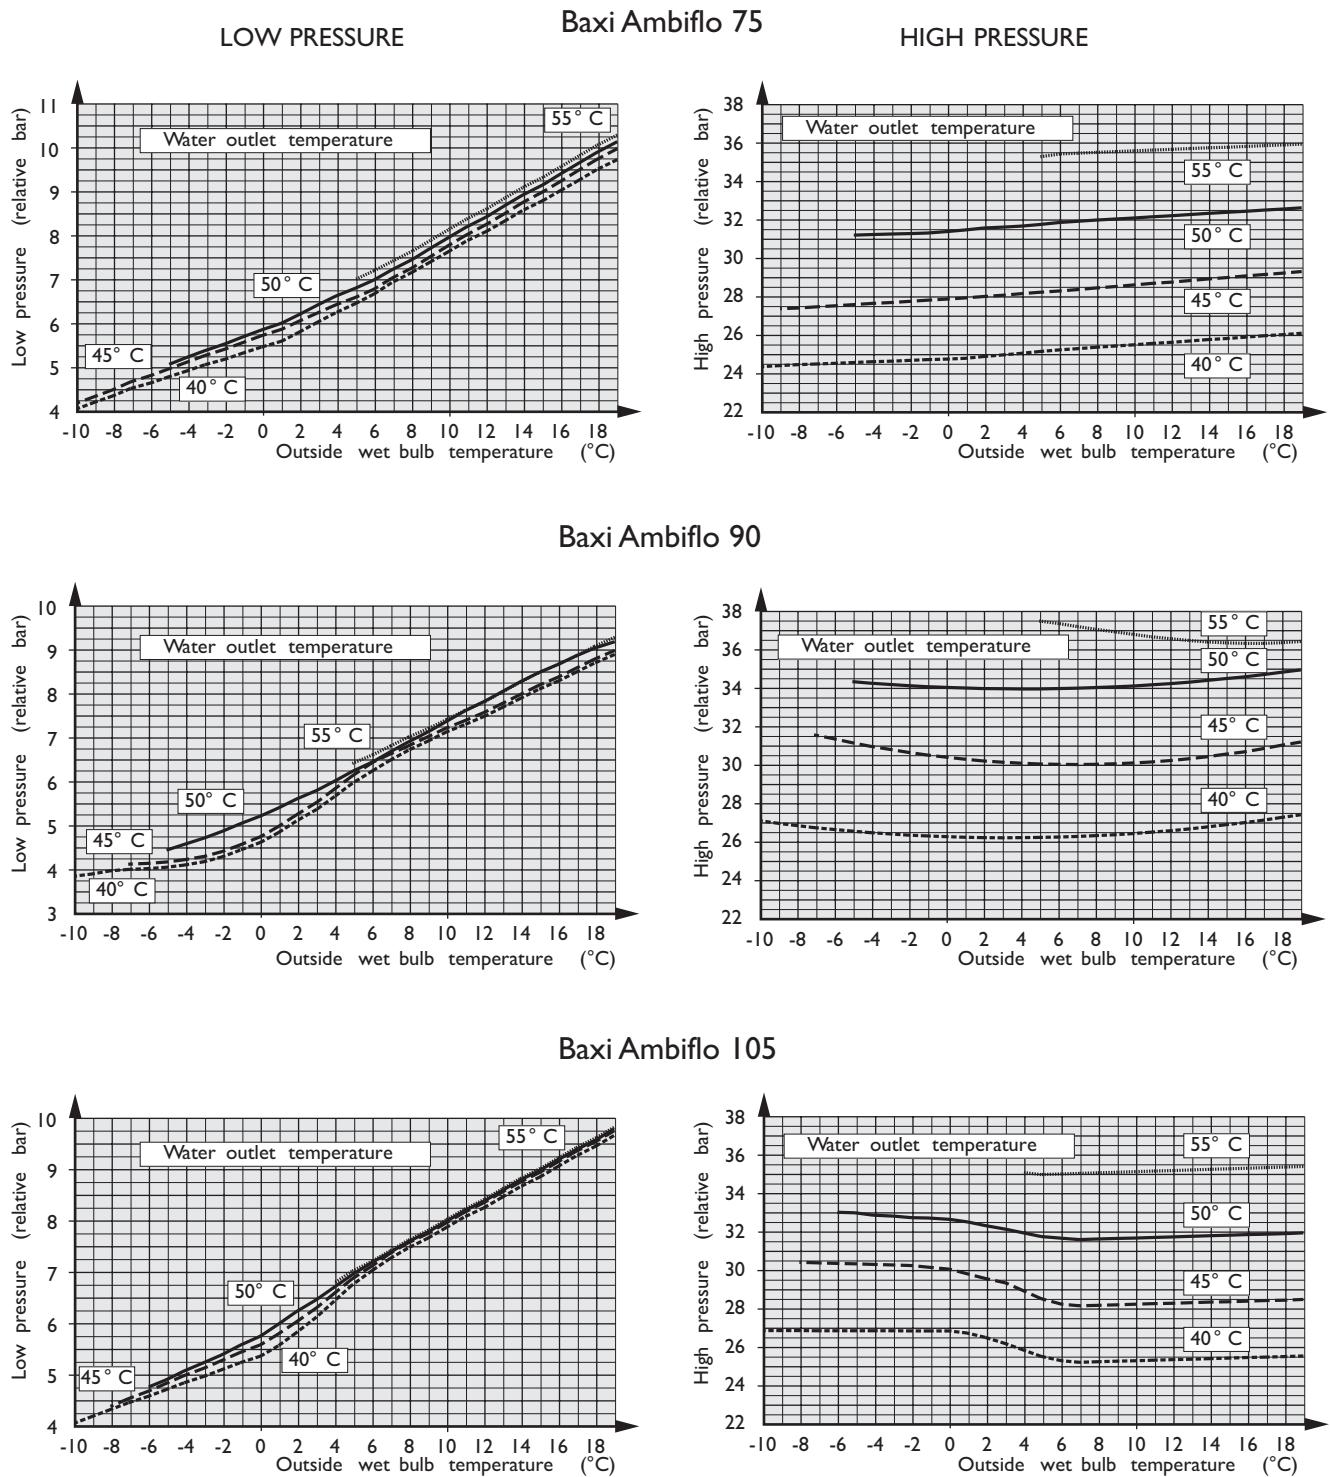 Baxi Ambiflo 75
LOW PRESSURE
HIGH PRESSURE
Low pressure (relative bar)
11
10
9
8
7
6
5
4
Water outlet temperature
55° C
50° C
45° C
40° C
-10 -8 -6 -4 -2 0 2 4 6 8 10 12 14 16 18
Outside wet bulb temperature (°C)
High pressure (relative bar)
38
36
34
32
30
28
26
24
22
Water outlet temperature
55° C
50° C
45° C
40° C
-10 -8 -6 -4 -2 0 2 4 6 8 10 12 14 16 18
Outside wet bulb temperature (°C)
Baxi Ambiflo 90
Low pressure (relative bar)
10
9
8
7
6
5
4
3
Water outlet temperature
55° C
50° C
45° C
40° C
-10 -8 -6 -4 -2 0 2 4 6 8 10 12 14 16 18
Outside wet bulb temperature (°C)
High pressure (relative bar)
38
36
34
32
30
28
26
24
22
Water outlet temperature
55° C
50° C
45° C
40° C
-10 -8 -6 -4 -2 0 2 4 6 8 10 12 14 16 18
Outside wet bulb temperature (°C)
Baxi Ambiflo 105
Low pressure (relative bar)
10
9
8
7
6
5
4
Water outlet temperature
55° C
50° C
40° C
45° C
-10 -8 -6 -4 -2 0 2 4 6 8 10 12 14 16 18
Outside wet bulb temperature (°C)
High pressure (relative bar)
38
36
34
32
30
28
26
24
22
Water outlet temperature
55° C
50° C
45° C
40° C
-10 -8 -6 -4 -2 0 2 4 6 8 10 12 14 16 18
Outside wet bulb temperature (°C)